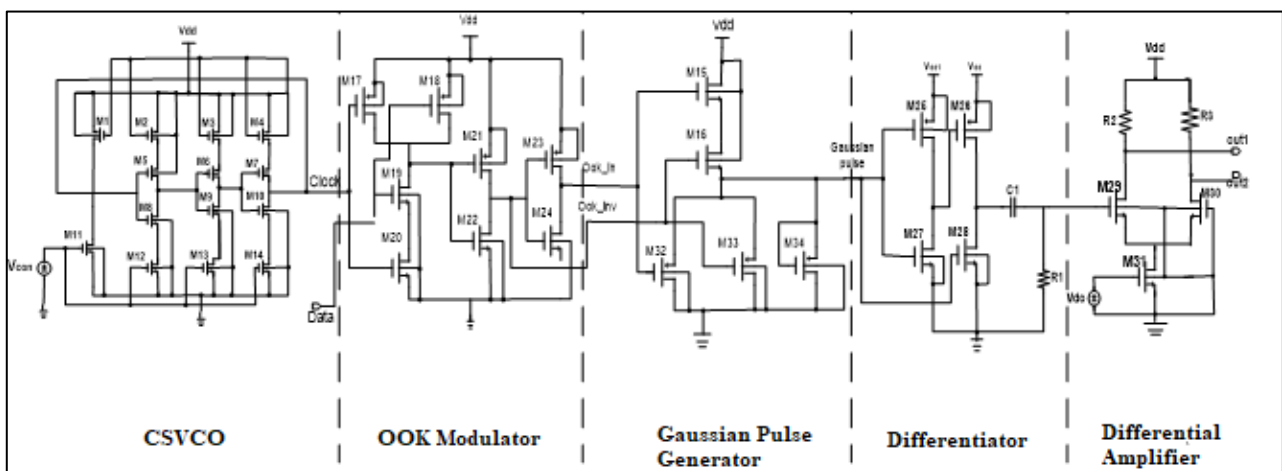 Vdd
M1
M2
M3
M4
M5
M6
M7
M8
M9
M10
M11
M12
M13
M14
Vcon
CSVCO
Vdd
M17
M18
Clock
M19
M20
M21
M22
M23
M24
Data
Ook_In
Ook_Inv
OOK Modulator
Vdd
M15
M16
M32
M33
M34
Gaussian Pulse
Generator
Gaussian
pulse
M26
M27
M28
C1
R1
Differentiator
Vdd
R2
R3
out1
out2
M29
M30
M31
Vdc
Differential
Amplifier